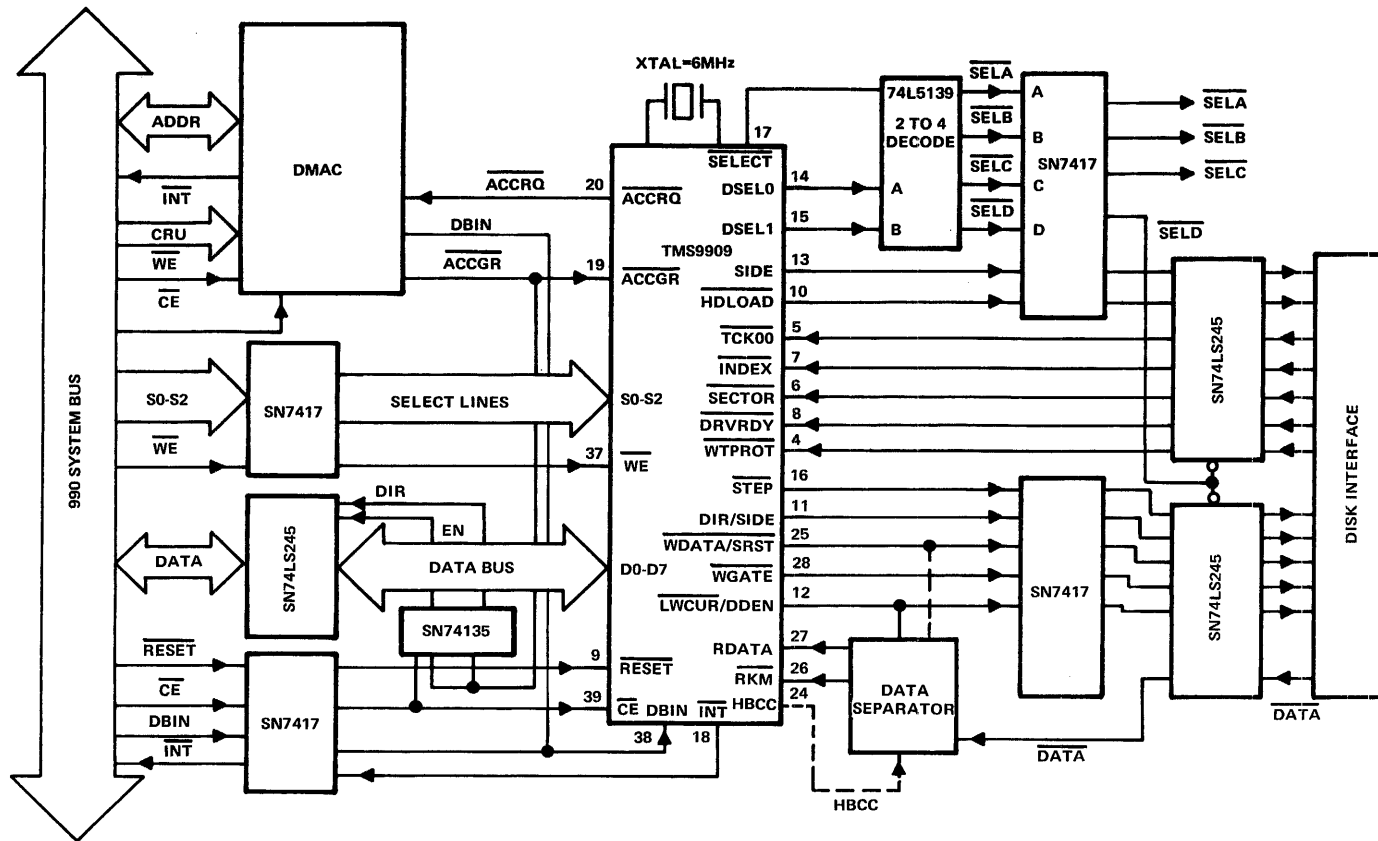 XTAL=6MHz
990 SYSTEM BUS
ADDR
INT
CRU
WE
CE
DMAC
ACCRQ
DBIN
ACCGR
S0-S2
WE
SN7417
SELECT LINES
DATA
SN74LS245
DIR
EN
DATA BUS
SN74135
RESET
CE
DBIN
INT
SN7417
TMS9909
20
ACCRQ
19
ACCGR
S0-S2
37
WE
D0-D7
9
RESET
39
CE
DBIN
38
INT
18
17
SELECT
DSEL0
14
DSEL1
15
SIDE
13
HDLOAD
10
TCK00
5
INDEX
7
SECTOR
6
DRVRDY
8
WTPROT
4
STEP
16
DIR/SIDE
11
WDATA/SRST
25
WGATE
28
LWCUR/DDEN
12
RDATA
27
RKM
26
HBCC
24
74L5139
2 TO 4
DECODE
A
B
SELA
SELB
SELC
SELD
A
B
C
D
SN7417
SELA
SELB
SELC
SELD
SN74LS245
SN7417
SN74LS245
DATA
SEPARATOR
HBCC
DATA
DATA
DISK INTERFACE